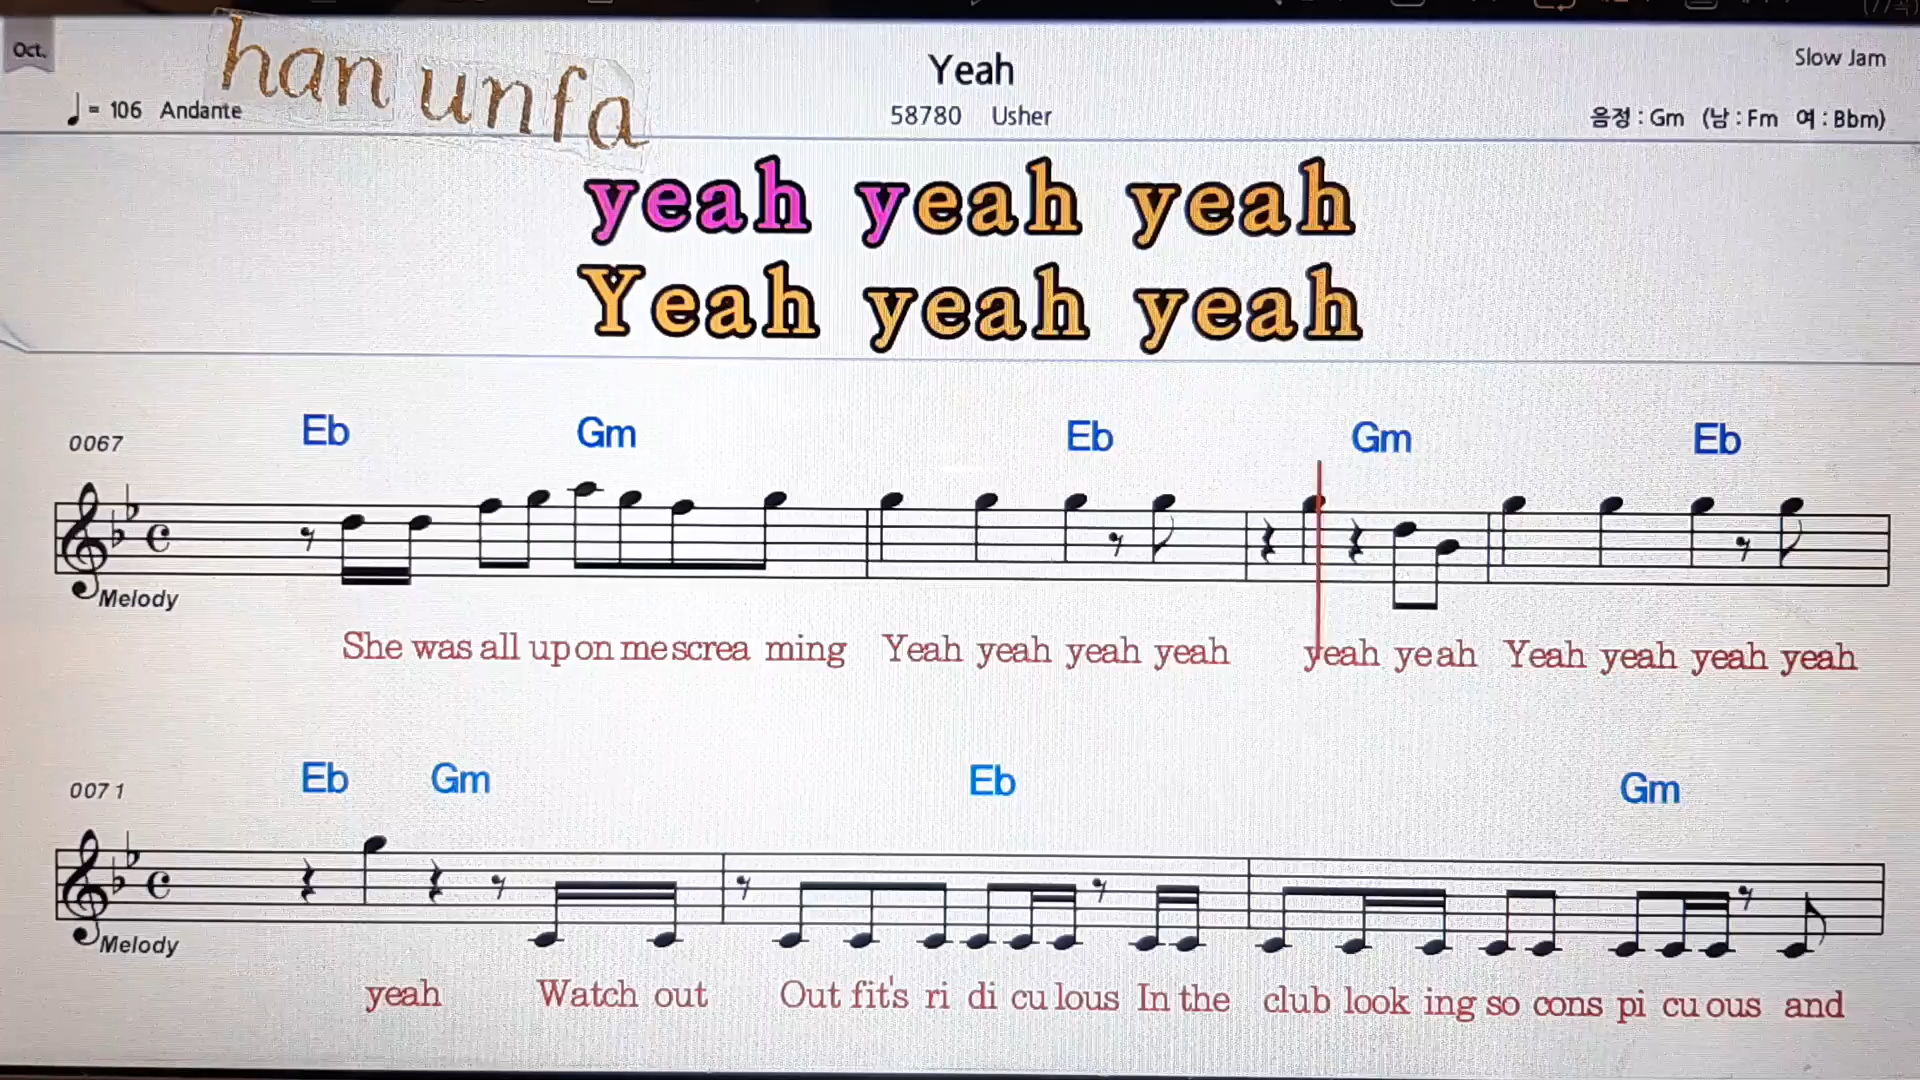 Oct.
han unfa
Yeah
Slow Jam
= 106 Andante
58780 Usher
음정 : Gm (남 : Fm 여 : Bbm)
yeah yeah yeah
Yeah yeah yeah
0067 Eb Gm Eb Gm Eb
Melody
She was all up on me screa ming Yeah yeah yeah yeah yeah yeah Yeah yeah yeah yeah
0071 Eb Gm Eb Gm
Melody
yeah Watch out Out fit's ri di cu lous In the club look ing so cons pi cu ous and